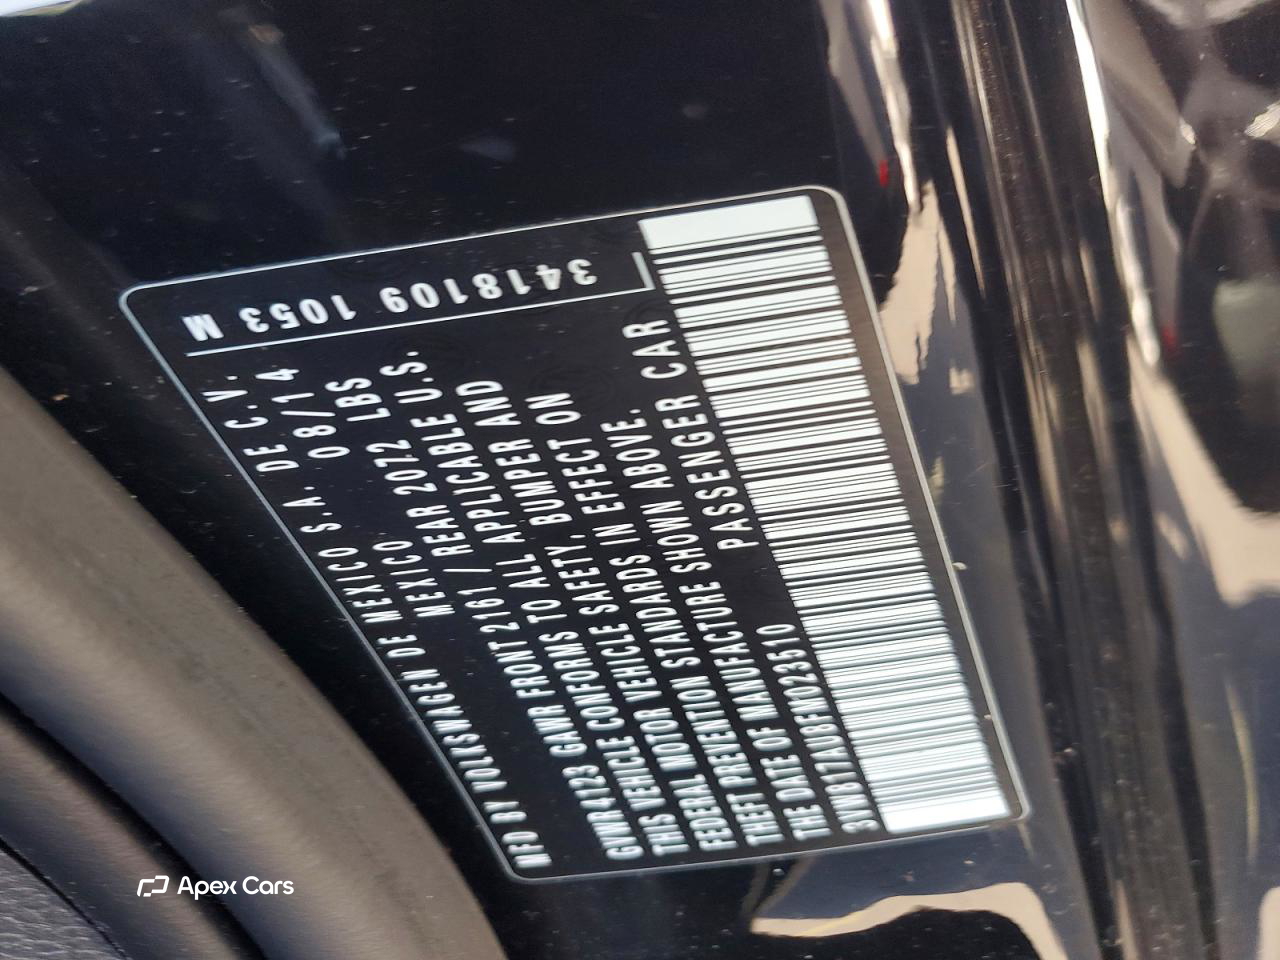 MFD BY VOLKSWAGEN DE MEXICO S.A. DE C.V.
MEXICO 08/14
GVWR 4123 GAWR FRONT 2161 / REAR 2072 LBS
THIS VEHICLE CONFORMS TO ALL APPLICABLE U.S.
FEDERAL MOTOR VEHICLE SAFETY, BUMPER AND
THEFT PREVENTION STANDARDS IN EFFECT ON
THE DATE OF MANUFACTURE SHOWN ABOVE.
3VWB17AU8FM023510 PASSENGER CAR
3418109 1053 M
Apex Cars